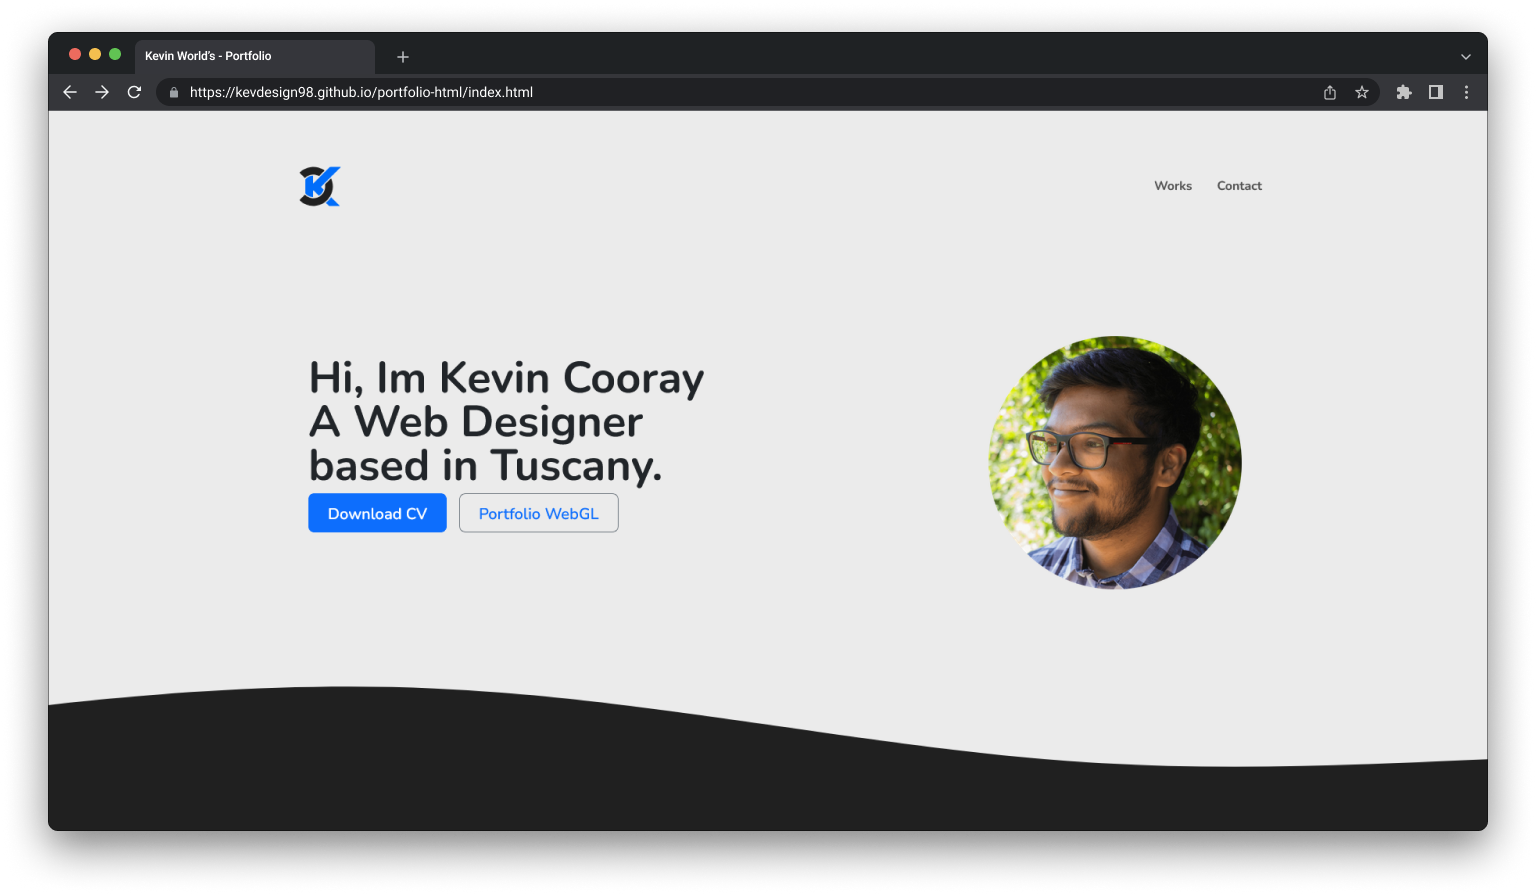 Kevin World's - Portfolio
https://kevdesign98.github.io/portfolio-html/index.html
Works Contact
Hi, Im Kevin Cooray
A Web Designer
based in Tuscany.
Download CV Portfolio WebGL